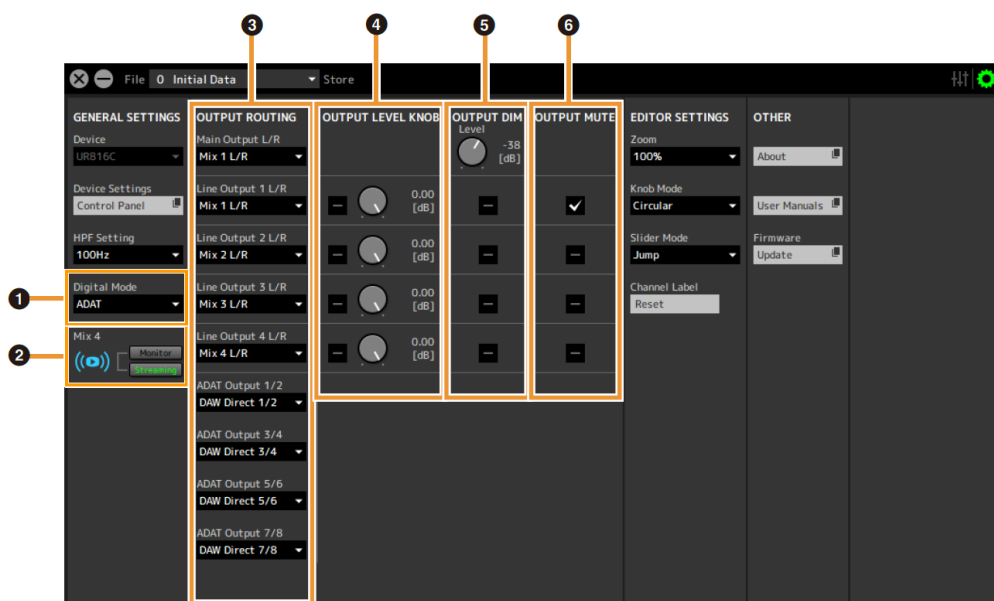 3 4 5 6
File 0 Initial Data Store
GENERAL SETTINGS
Device
UR816C
Device Settings
Control Panel
HPF Setting
100Hz
1
Digital Mode
ADAT
2
Mix 4
Monitor
Streaming
OUTPUT ROUTING
Main Output L/R
Mix 1 L/R
Line Output 1 L/R
Mix 1 L/R
Line Output 2 L/R
Mix 2 L/R
Line Output 3 L/R
Mix 3 L/R
Line Output 4 L/R
Mix 4 L/R
ADAT Output 1/2
DAW Direct 1/2
ADAT Output 3/4
DAW Direct 3/4
ADAT Output 5/6
DAW Direct 5/6
ADAT Output 7/8
DAW Direct 7/8
OUTPUT LEVEL KNOB
0.00
[dB]
0.00
[dB]
0.00
[dB]
0.00
[dB]
OUTPUT DIM
Level
-38
[dB]
OUTPUT MUTE
EDITOR SETTINGS
Zoom
100%
Knob Mode
Circular
Slider Mode
Jump
Channel Label
Reset
OTHER
About
User Manuals
Firmware
Update